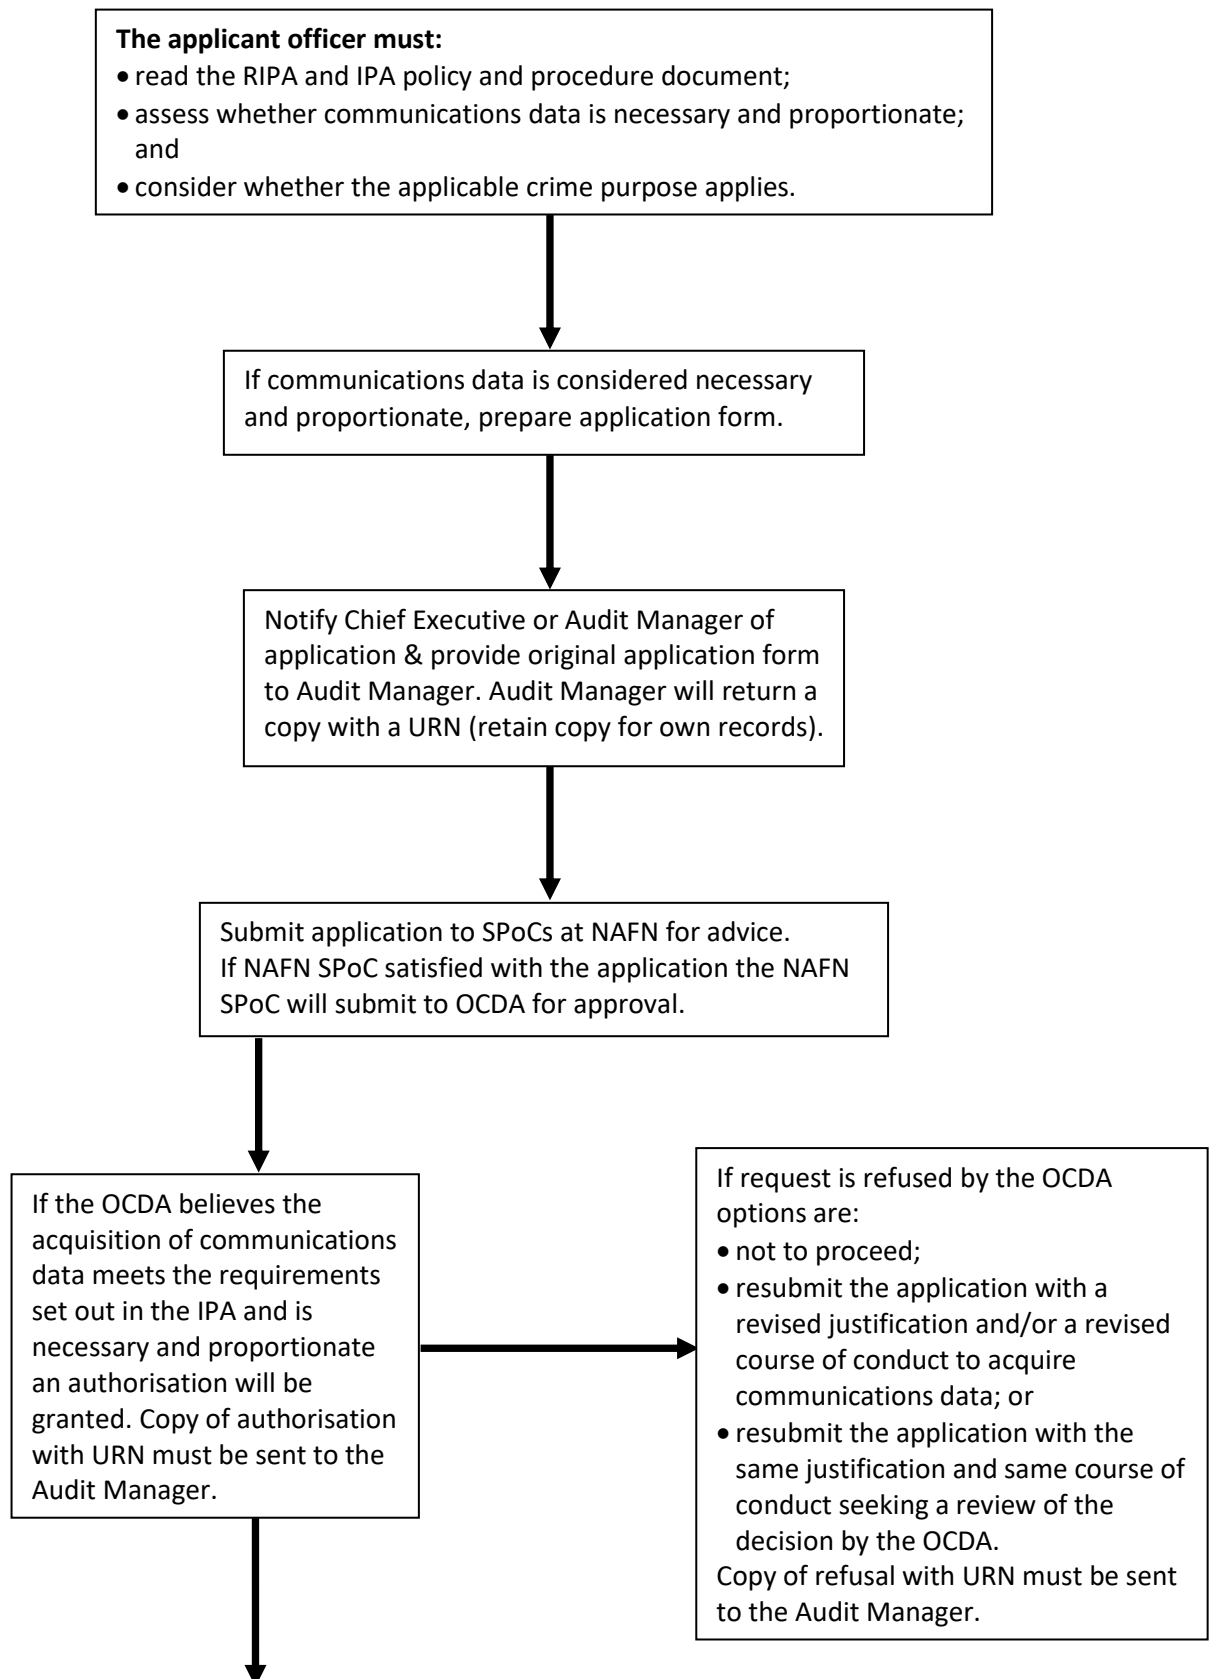 The applicant officer must:
• read the RIPA and IPA policy and procedure document;
• assess whether communications data is necessary and proportionate;
and
• consider whether the applicable crime purpose applies.
If communications data is considered necessary
and proportionate, prepare application form.
Notify Chief Executive or Audit Manager of
application & provide original application form
to Audit Manager. Audit Manager will return a
copy with a URN (retain copy for own records).
Submit application to SPoCs at NAFN for advice.
If NAFN SPoC satisfied with the application the NAFN
SPoC will submit to OCDA for approval.
If the OCDA believes the
acquisition of communications
data meets the requirements
set out in the IPA and is
necessary and proportionate
an authorisation will be
granted. Copy of authorisation
with URN must be sent to the
Audit Manager.
If request is refused by the OCDA
options are:
• not to proceed;
• resubmit the application with a
revised justification and/or a revised
course of conduct to acquire
communications data; or
• resubmit the application with the
same justification and same course of
conduct seeking a review of the
decision by the OCDA.
Copy of refusal with URN must be sent
to the Audit Manager.